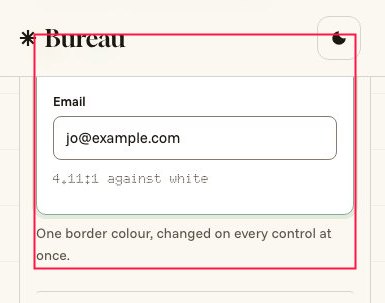 Bureau
Email
jo@example.com
4.11:1 against white
One border colour, changed on every control at
once.